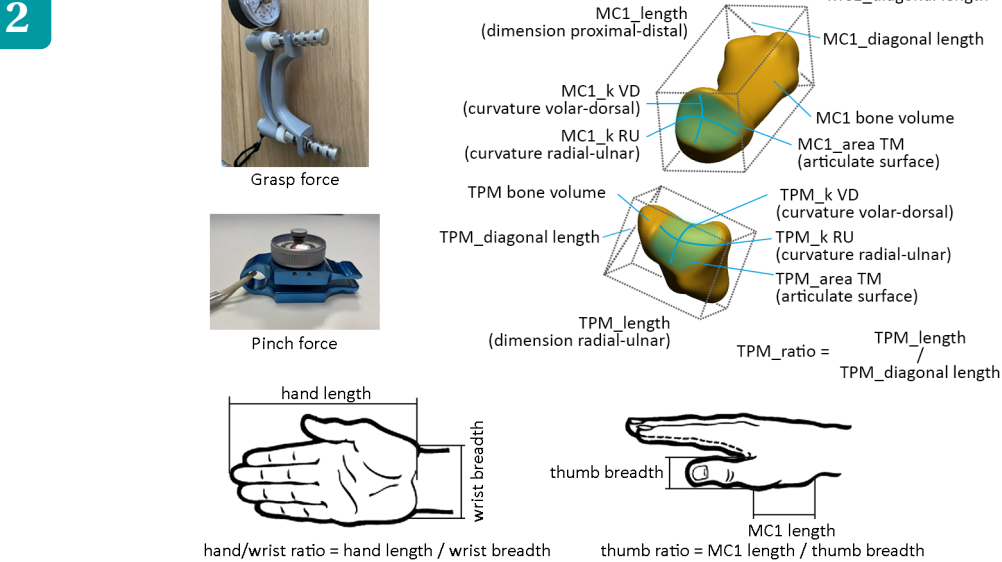 2
MC1_length
(dimension proximal-distal)
MC1_diagonal length
MC1_k VD
(curvature volar-dorsal)
MC1 bone volume
MC1_k RU
(curvature radial-ulnar)
MC1_area TM
(articulate surface)
Grasp force
TPM bone volume
TPM_k VD
(curvature volar-dorsal)
TPM_diagonal length
TPM_k RU
(curvature radial-ulnar)
TPM_area TM
(articulate surface)
TPM_length
(dimension radial-ulnar)
Pinch force
TPM_ratio =
TPM_length
/
TPM_diagonal length
hand length
wrist breadth
thumb breadth
MC1 length
hand/wrist ratio = hand length / wrist breadth
thumb ratio = MC1 length / thumb breadth